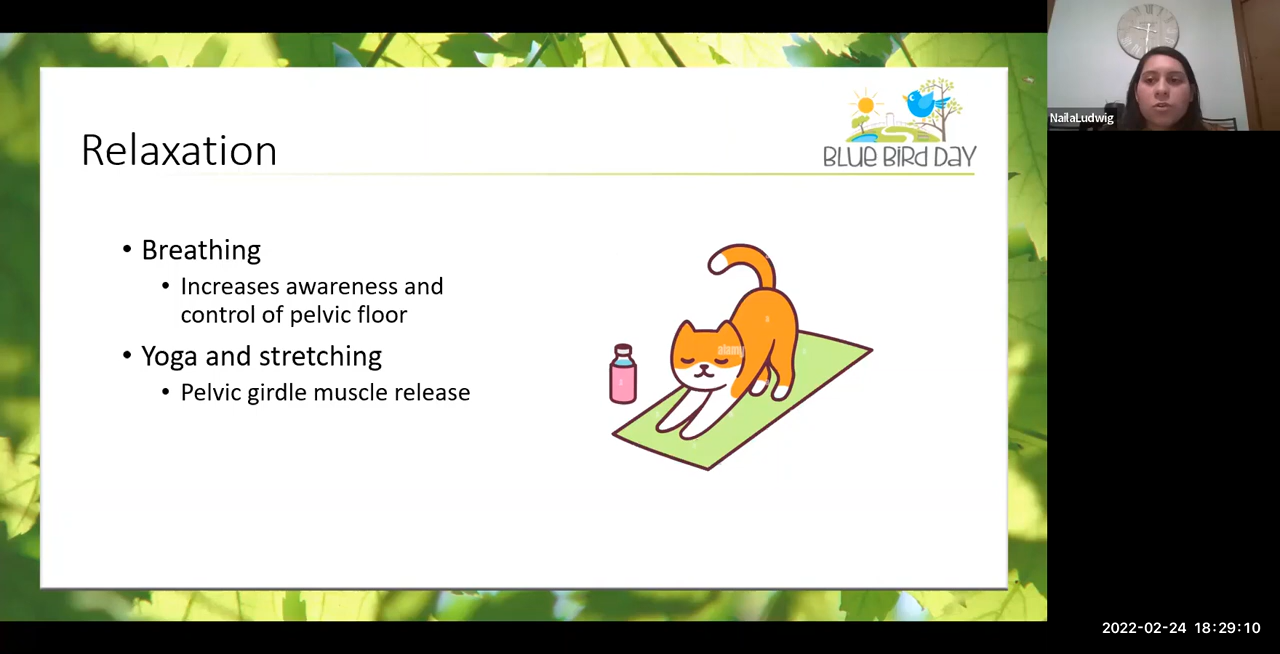 Relaxation
BLUE BIRD DAY
NailaLudwig
• Breathing
• Increases awareness and
control of pelvic floor
• Yoga and stretching
• Pelvic girdle muscle release
alamy
2022-02-24 18:29:10